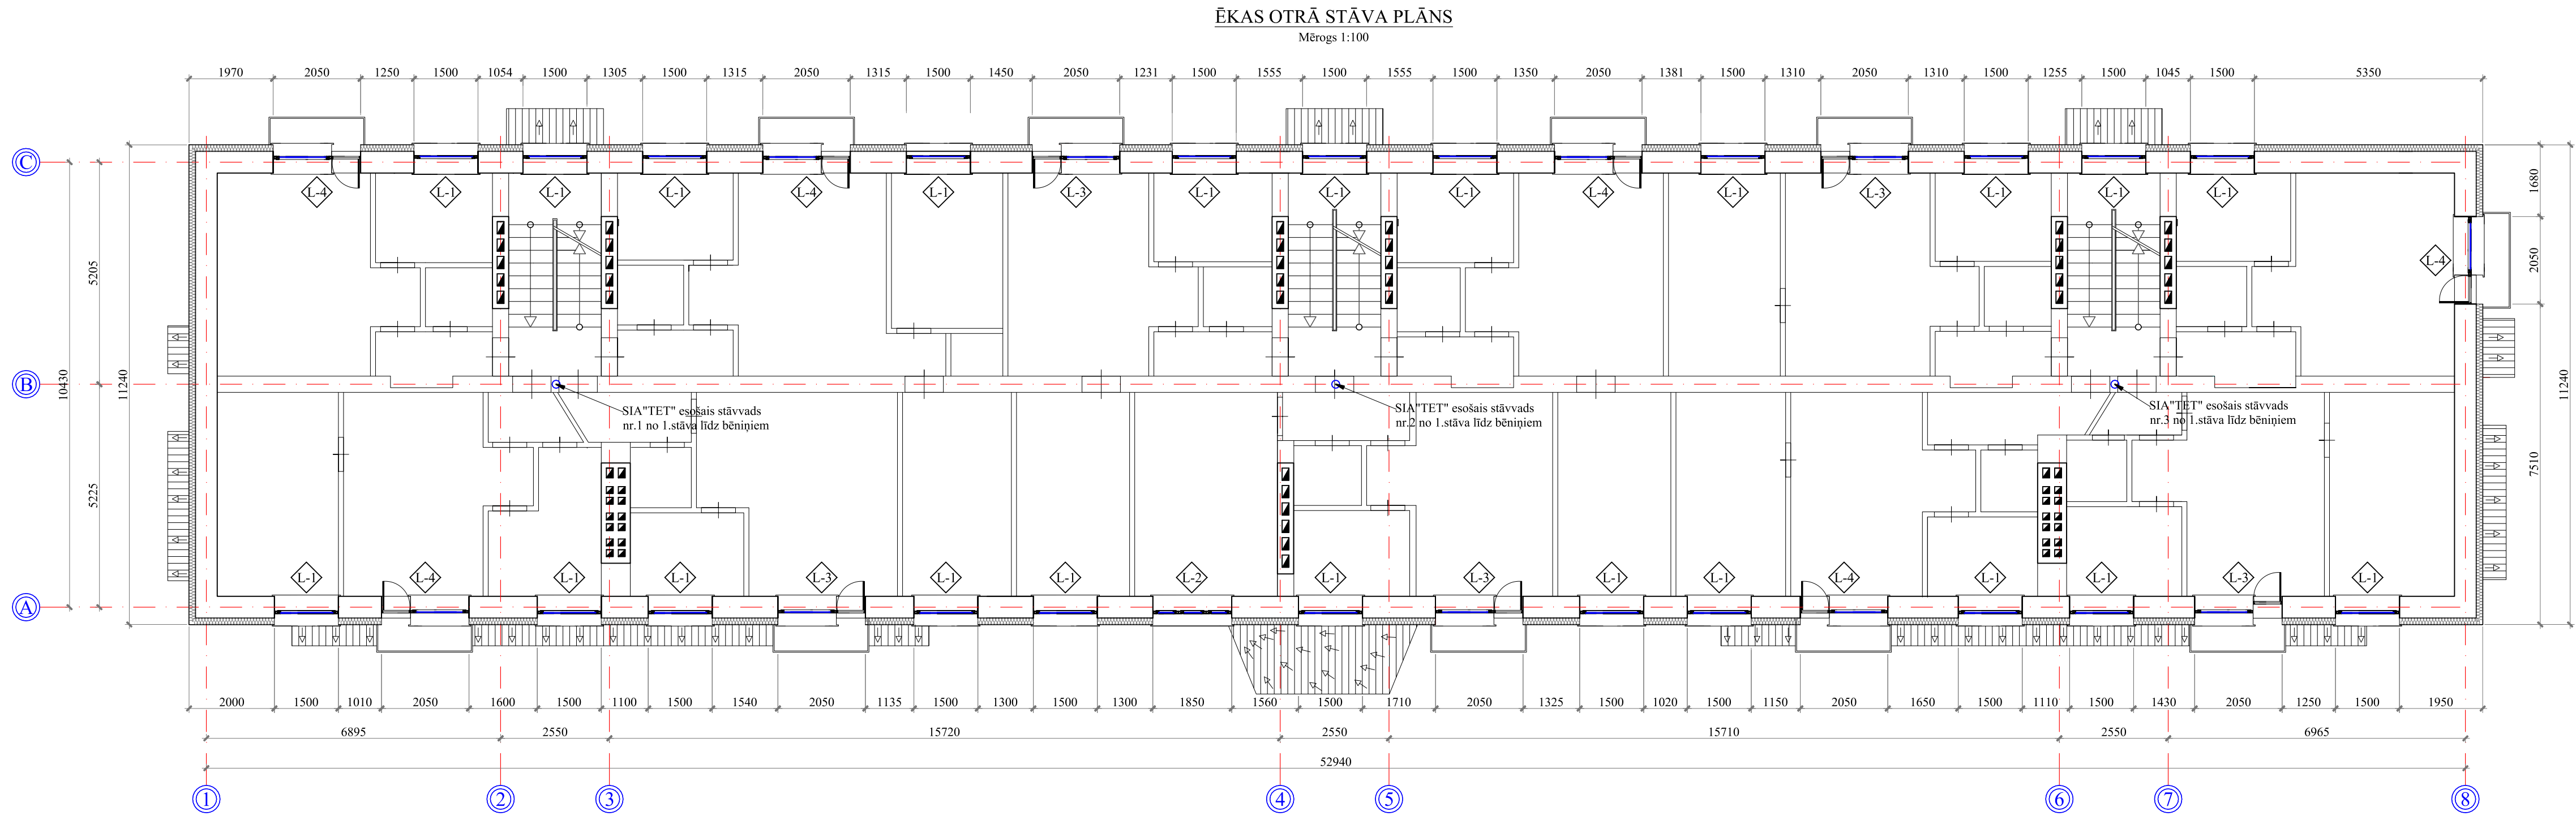 ĒKAS OTRĀ STĀVA PLĀNS
Mērogs 1:100
1970 2050 1250 1500 1054 1500 1305 1500 1315 2050 1315 1500 1450 2050 1231 1500 1555 1500 1555 1500 1350 2050 1381 1500 1310 2050 1310 1500 1255 1500 1045 1500 5350
C
L-4 L-1 L-1 L-1 L-4 L-1 L-3 L-1 L-1 L-1 L-4 L-1 L-3 L-1 L-1 L-1
1680
L-4
2050
5205
B
10430
11240
11240
SIA"TET" esošais stāvvads
nr.1 no 1.stāva līdz bēniņiem
SIA"TET" esošais stāvvads
nr.2 no 1.stāva līdz bēniņiem
SIA"TET" esošais stāvvads
nr.3 no 1.stāva līdz bēniņiem
5225
7510
L-1 L-4 L-1 L-1 L-3 L-1 L-1 L-2 L-1 L-3 L-1 L-1 L-4 L-1 L-1 L-3 L-1
A
2000 1500 1010 2050 1600 1500 1100 1500 1540 2050 1135 1500 1300 1500 1300 1850 1560 1500 1710 2050 1325 1500 1020 1500 1150 2050 1650 1500 1110 1500 1430 2050 1250 1500 1950
6895 2550 15720 2550 15710 2550 6965
52940
1 2 3 4 5 6 7 8